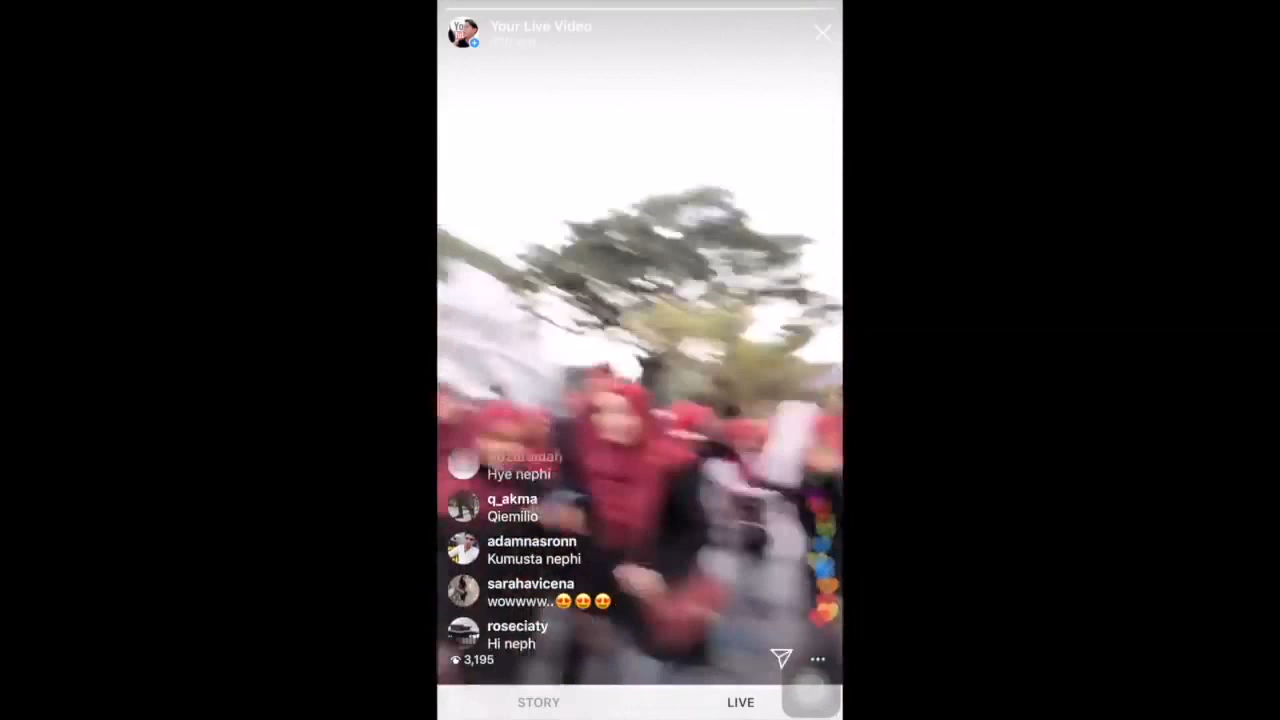 Your Live Video
Hye nephi
q_akma
Qiemilio
adamnasronn
Kumusta nephi
sarahavicena
wowwww..😍😍😍
roseciaty
Hi neph
3,195
STORY
LIVE